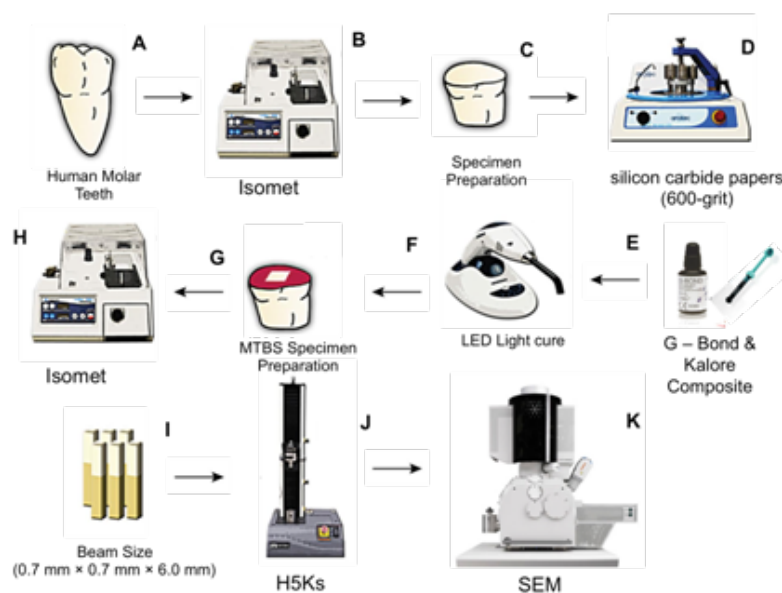 A
B
C
D
Human Molar
Teeth
Isomet
Specimen
Preparation
silicon carbide papers
(600-grit)
H
G
F
E
Isomet
MTBS Specimen
Preparation
LED Light cure
G-BOND
G – Bond &
Kalore
Composite
I
J
K
Beam Size
(0.7 mm × 0.7 mm × 6.0 mm)
H5Ks
SEM